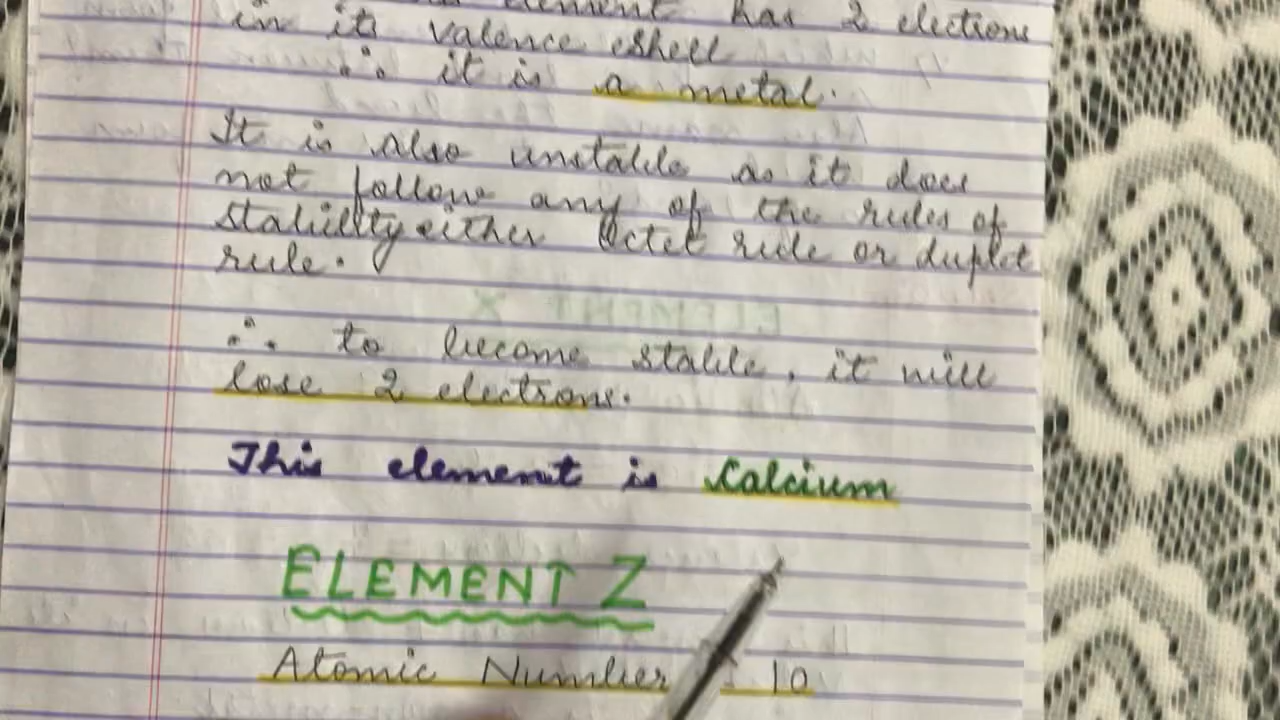 element has 2 electrons
in its valence shell
∴ it is a metal.
It is also unstable as it does
not follow any of the rules of
stability either Octet rule or duplet
rule.
∴ to become stable, it will
lose 2 electrons.
This element is Calcium
ELEMENT Z
Atomic Number = 10